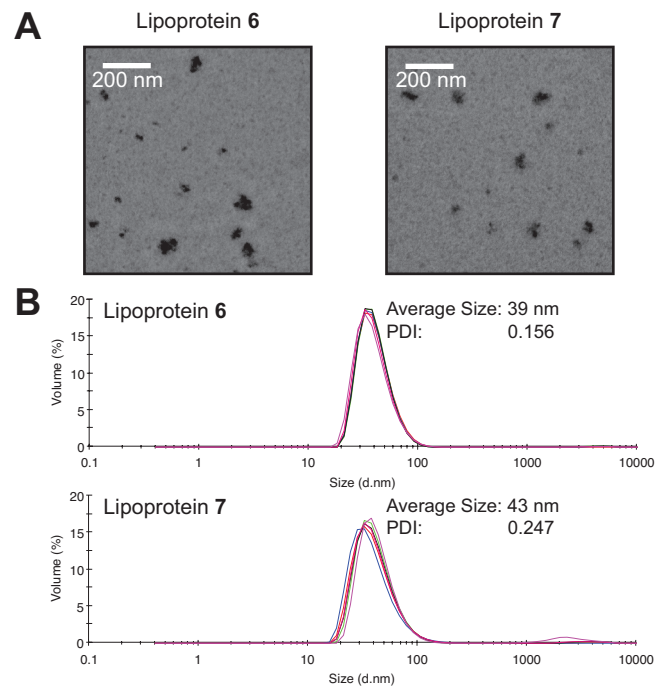 A
Lipoprotein 6
Lipoprotein 7
200 nm
200 nm
B
Lipoprotein 6
Average Size: 39 nm
PDI: 0.156
Volume (%)
20
15
10
5
0
0.1 1 10 100 1000 10000
Size (d.nm)
Lipoprotein 7
Average Size: 43 nm
PDI: 0.247
Volume (%)
20
15
10
5
0
0.1 1 10 100 1000 10000
Size (d.nm)